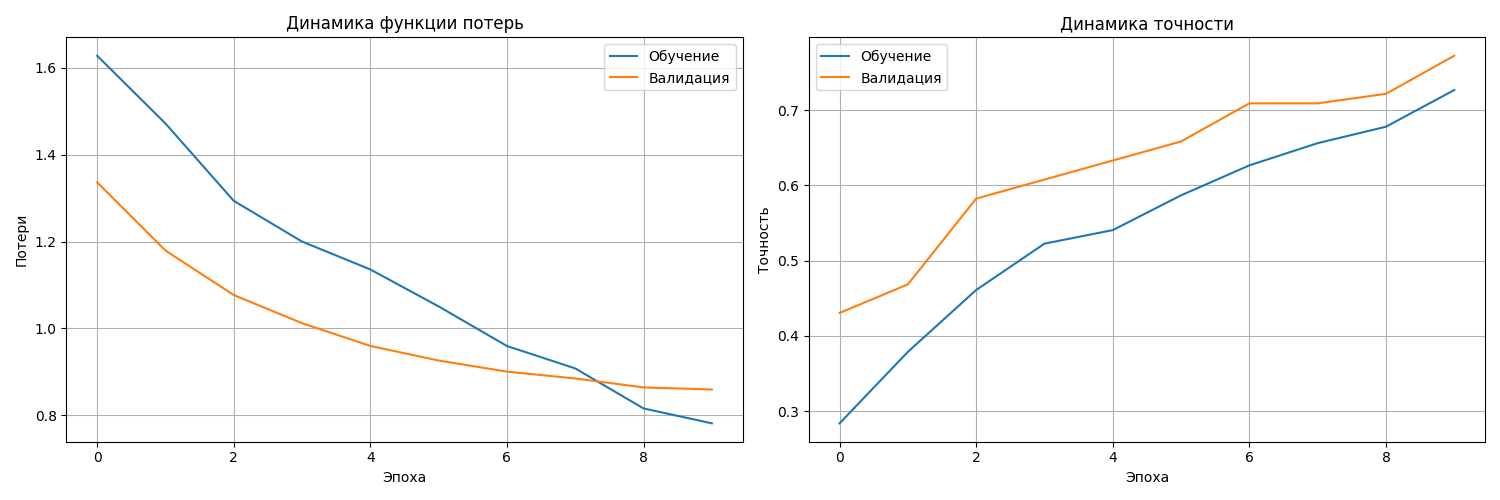 Динамика функции потерь
Обучение
Валидация
Потери
1.6
1.4
1.2
1.0
0.8
0 2 4 6 8
Эпоха
Динамика точности
Обучение
Валидация
Точность
0.7
0.6
0.5
0.4
0.3
0 2 4 6 8
Эпоха